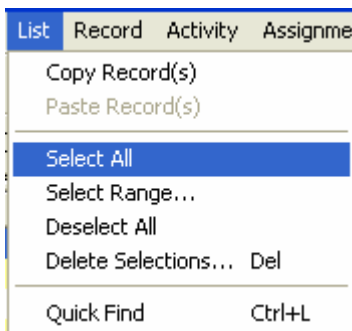 List Record Activity Assignme
Copy Record(s)
Paste Record(s)
Select All
Select Range...
Deselect All
Delete Selections... Del
Quick Find Ctrl+L